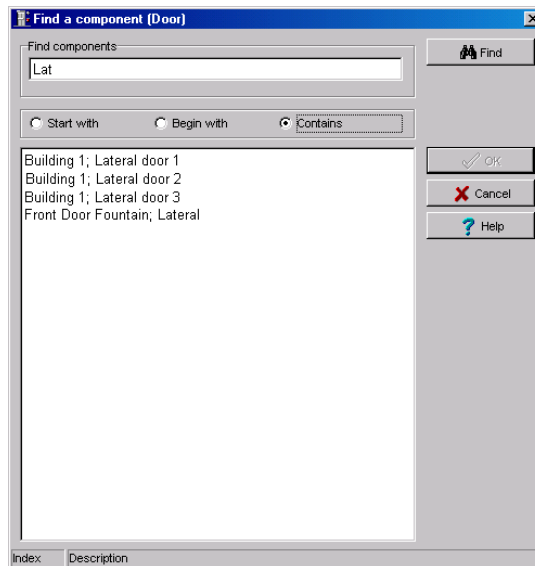 Find a component (Door)
Find components
Lat
Find
Start with
Begin with
Contains
Building 1; Lateral door 1
Building 1; Lateral door 2
Building 1; Lateral door 3
Front Door Fountain; Lateral
OK
Cancel
Help
Index
Description